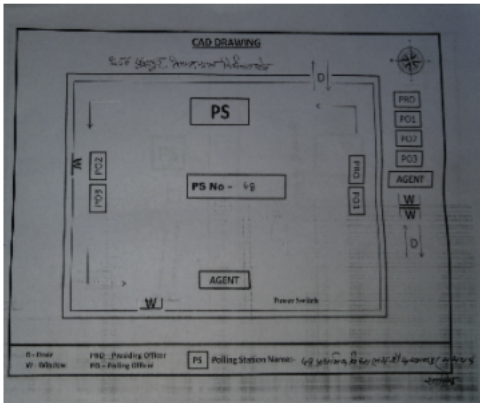 CAD DRAWING
D
PS
PRO
PO1
PO2
PO3
AGENT
W
W
D
W
PO2
PO3
PS No - 48
PRO
PO1
AGENT
W
Power Switch
D - Door
W - Window
PRO - Presiding Officer
PO - Polling Officer
PS
Polling Station Name:-